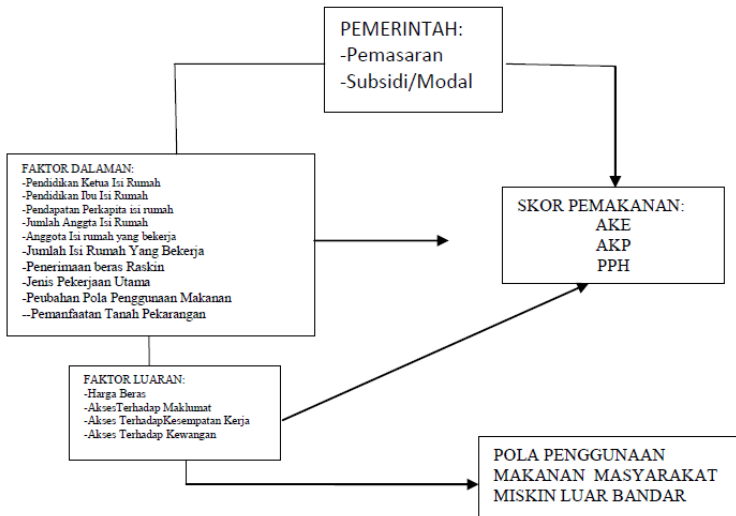 PEMERINTAH:
-Pemasaran
-Subsidi/Modal
FAKTOR DALAMAN:
-Pendidikan Ketua Isi Rumah
-Pendidikan Ibu Isi Rumah
-Pendapatan Perkapita isi rumah
-Jumlah Anggta Isi Rumah
-Anggota Isi rumah yang bekerja
-Jumlah Isi Rumah Yang Bekerja
-Penerimaan beras Raskin
-Jenis Pekerjaan Utama
-Peubahan Pola Penggunaan Makanan
--Pemanfaatan Tanah Pekarangan
SKOR PEMAKANAN:
AKE
AKP
PPH
FAKTOR LUARAN:
-Harga Beras
-AksesTerhadap Maklumat
-Akses TerhadapKesempatan Kerja
-Akses Terhadap Kewangan
POLA PENGGUNAAN
MAKANAN MASYARAKAT
MISKIN LUAR BANDAR